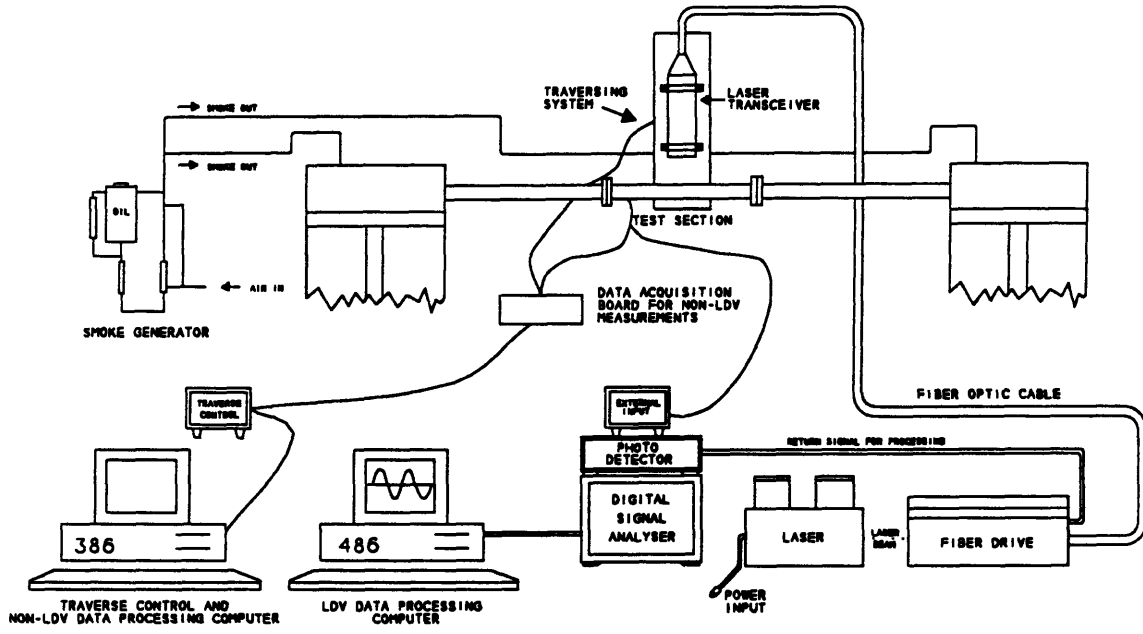 TRAVERSING
SYSTEM
LASER
TRANSCEIVER
SMOKE OUT
SMOKE OUT
OIL
AIR IN
SMOKE GENERATOR
TEST SECTION
DATA ACQUISITION
BOARD FOR NON-LDV
MEASUREMENTS
TRAVERSE
CONTROL
EXTERNAL
INPUT
FIBER OPTIC CABLE
PHOTO
DETECTOR
RETURN SIGNAL FOR PROCESSING
DIGITAL
SIGNAL
ANALYSER
LASER
LASER
BEAM
FIBER DRIVE
386
486
POWER
INPUT
TRAVERSE CONTROL AND
NON-LDV DATA PROCESSING COMPUTER
LDV DATA PROCESSING
COMPUTER